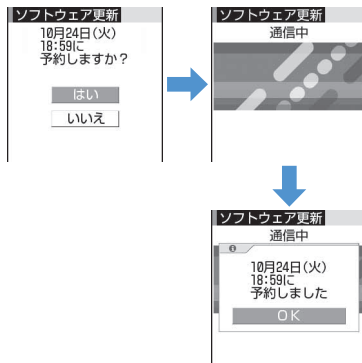 ソフトウェア更新
10月24日(火)
18:59に
予約しますか?
はい
いいえ
ソフトウェア更新
通信中
ソフトウェア更新
通信中
10月24日(火)
18:59に
予約しました
OK